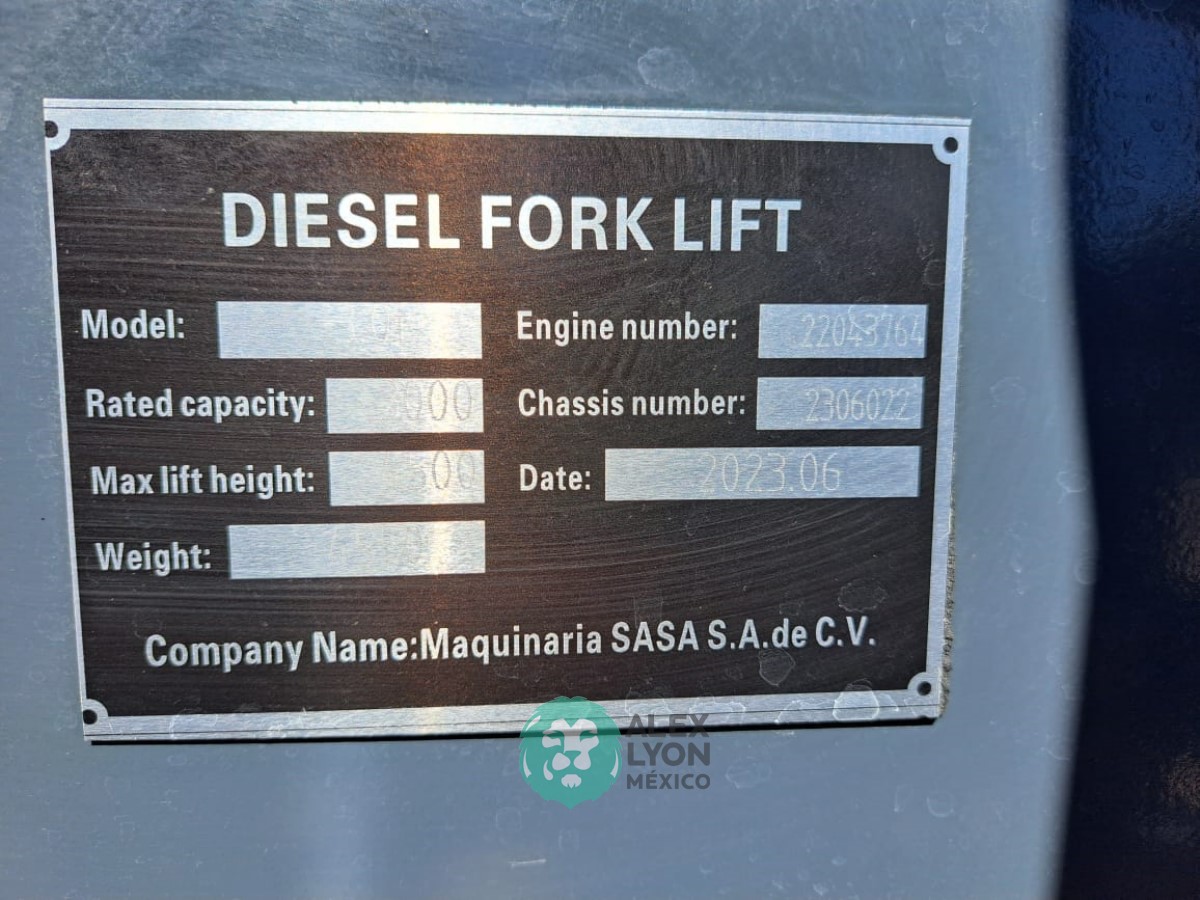 DIESEL FORK LIFT
Model:
Engine number: 22043764
Rated capacity:
Chassis number: 2306022
Max lift height:
Date: 2023.06
Weight:
Company Name:Maquinaria SASA S.A.de C.V.
ALEX
LYON
MÉXICO